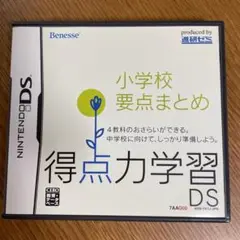 Benesse
produced by
進研ゼミ
NINTENDO DS
小学校
要点まとめ
4教科のおさらいができる。
中学校に向けて、しっかり準備しよう。
得点力学習
DS